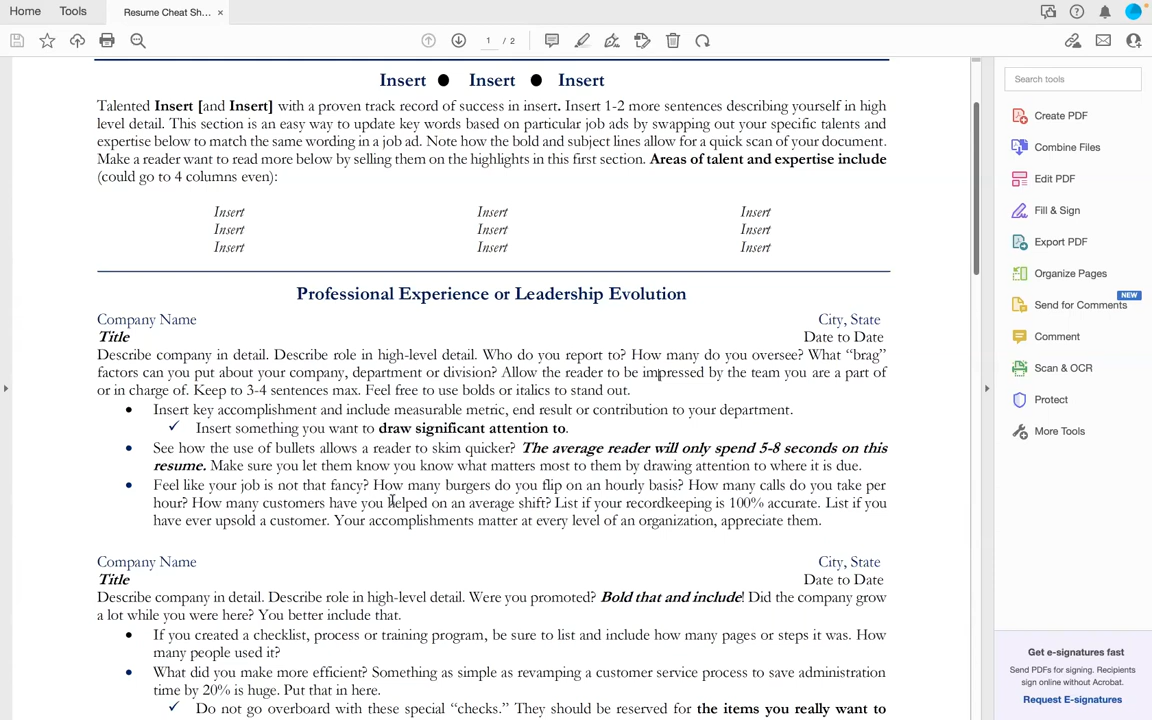 Home Tools Resume Cheat Sh... ×
1 / 2
Insert ● Insert ● Insert
Talented Insert [and Insert] with a proven track record of success in insert. Insert 1-2 more sentences describing yourself in high
level detail. This section is an easy way to update key words based on particular job ads by swapping out your specific talents and
expertise below to match the same wording in a job ad. Note how the bold and subject lines allow for a quick scan of your document.
Make a reader want to read more below by selling them on the highlights in this first section. Areas of talent and expertise include
(could go to 4 columns even):
Insert Insert Insert
Insert Insert Insert
Insert Insert Insert
Professional Experience or Leadership Evolution
Company Name City, State
Title Date to Date
Describe company in detail. Describe role in high-level detail. Who do you report to? How many do you oversee? What “brag”
factors can you put about your company, department or division? Allow the reader to be impressed by the team you are a part of
or in charge of. Keep to 3-4 sentences max. Feel free to use bolds or italics to stand out.
• Insert key accomplishment and include measurable metric, end result or contribution to your department.
✓ Insert something you want to draw significant attention to.
• See how the use of bullets allows a reader to skim quicker? The average reader will only spend 5-8 seconds on this
resume. Make sure you let them know you know what matters most to them by drawing attention to where it is due.
• Feel like your job is not that fancy? How many burgers do you flip on an hourly basis? How many calls do you take per
hour? How many customers have you helped on an average shift? List if your recordkeeping is 100% accurate. List if you
have ever upsold a customer. Your accomplishments matter at every level of an organization, appreciate them.
Company Name City, State
Title Date to Date
Describe company in detail. Describe role in high-level detail. Were you promoted? Bold that and include! Did the company grow
a lot while you were here? You better include that.
• If you created a checklist, process or training program, be sure to list and include how many pages or steps it was. How
many people used it?
• What did you make more efficient? Something as simple as revamping a customer service process to save administration
time by 20% is huge. Put that in here.
✓ Do not go overboard with these special “checks.” They should be reserved for the items you really want to
Search tools
Create PDF
Combine Files
Edit PDF
Fill & Sign
Export PDF
Organize Pages
NEW
Send for Comments
Comment
Scan & OCR
Protect
More Tools
Get e-signatures fast
Send PDFs for signing. Recipients
sign online without Acrobat.
Request E-signatures